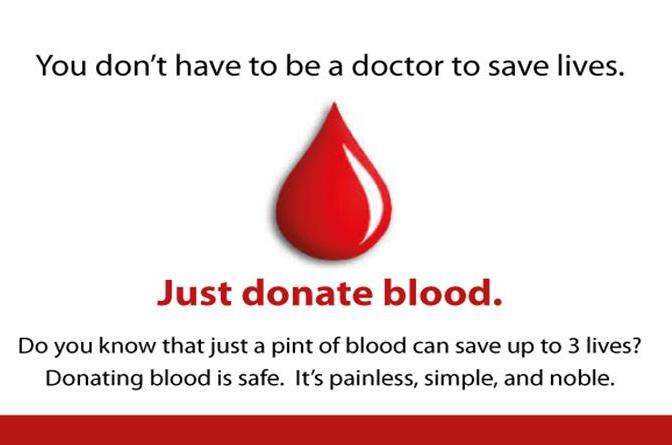 You don’t have to be a doctor to save lives.
Just donate blood.
Do you know that just a pint of blood can save up to 3 lives?
Donating blood is safe.  It’s painless, simple, and noble.